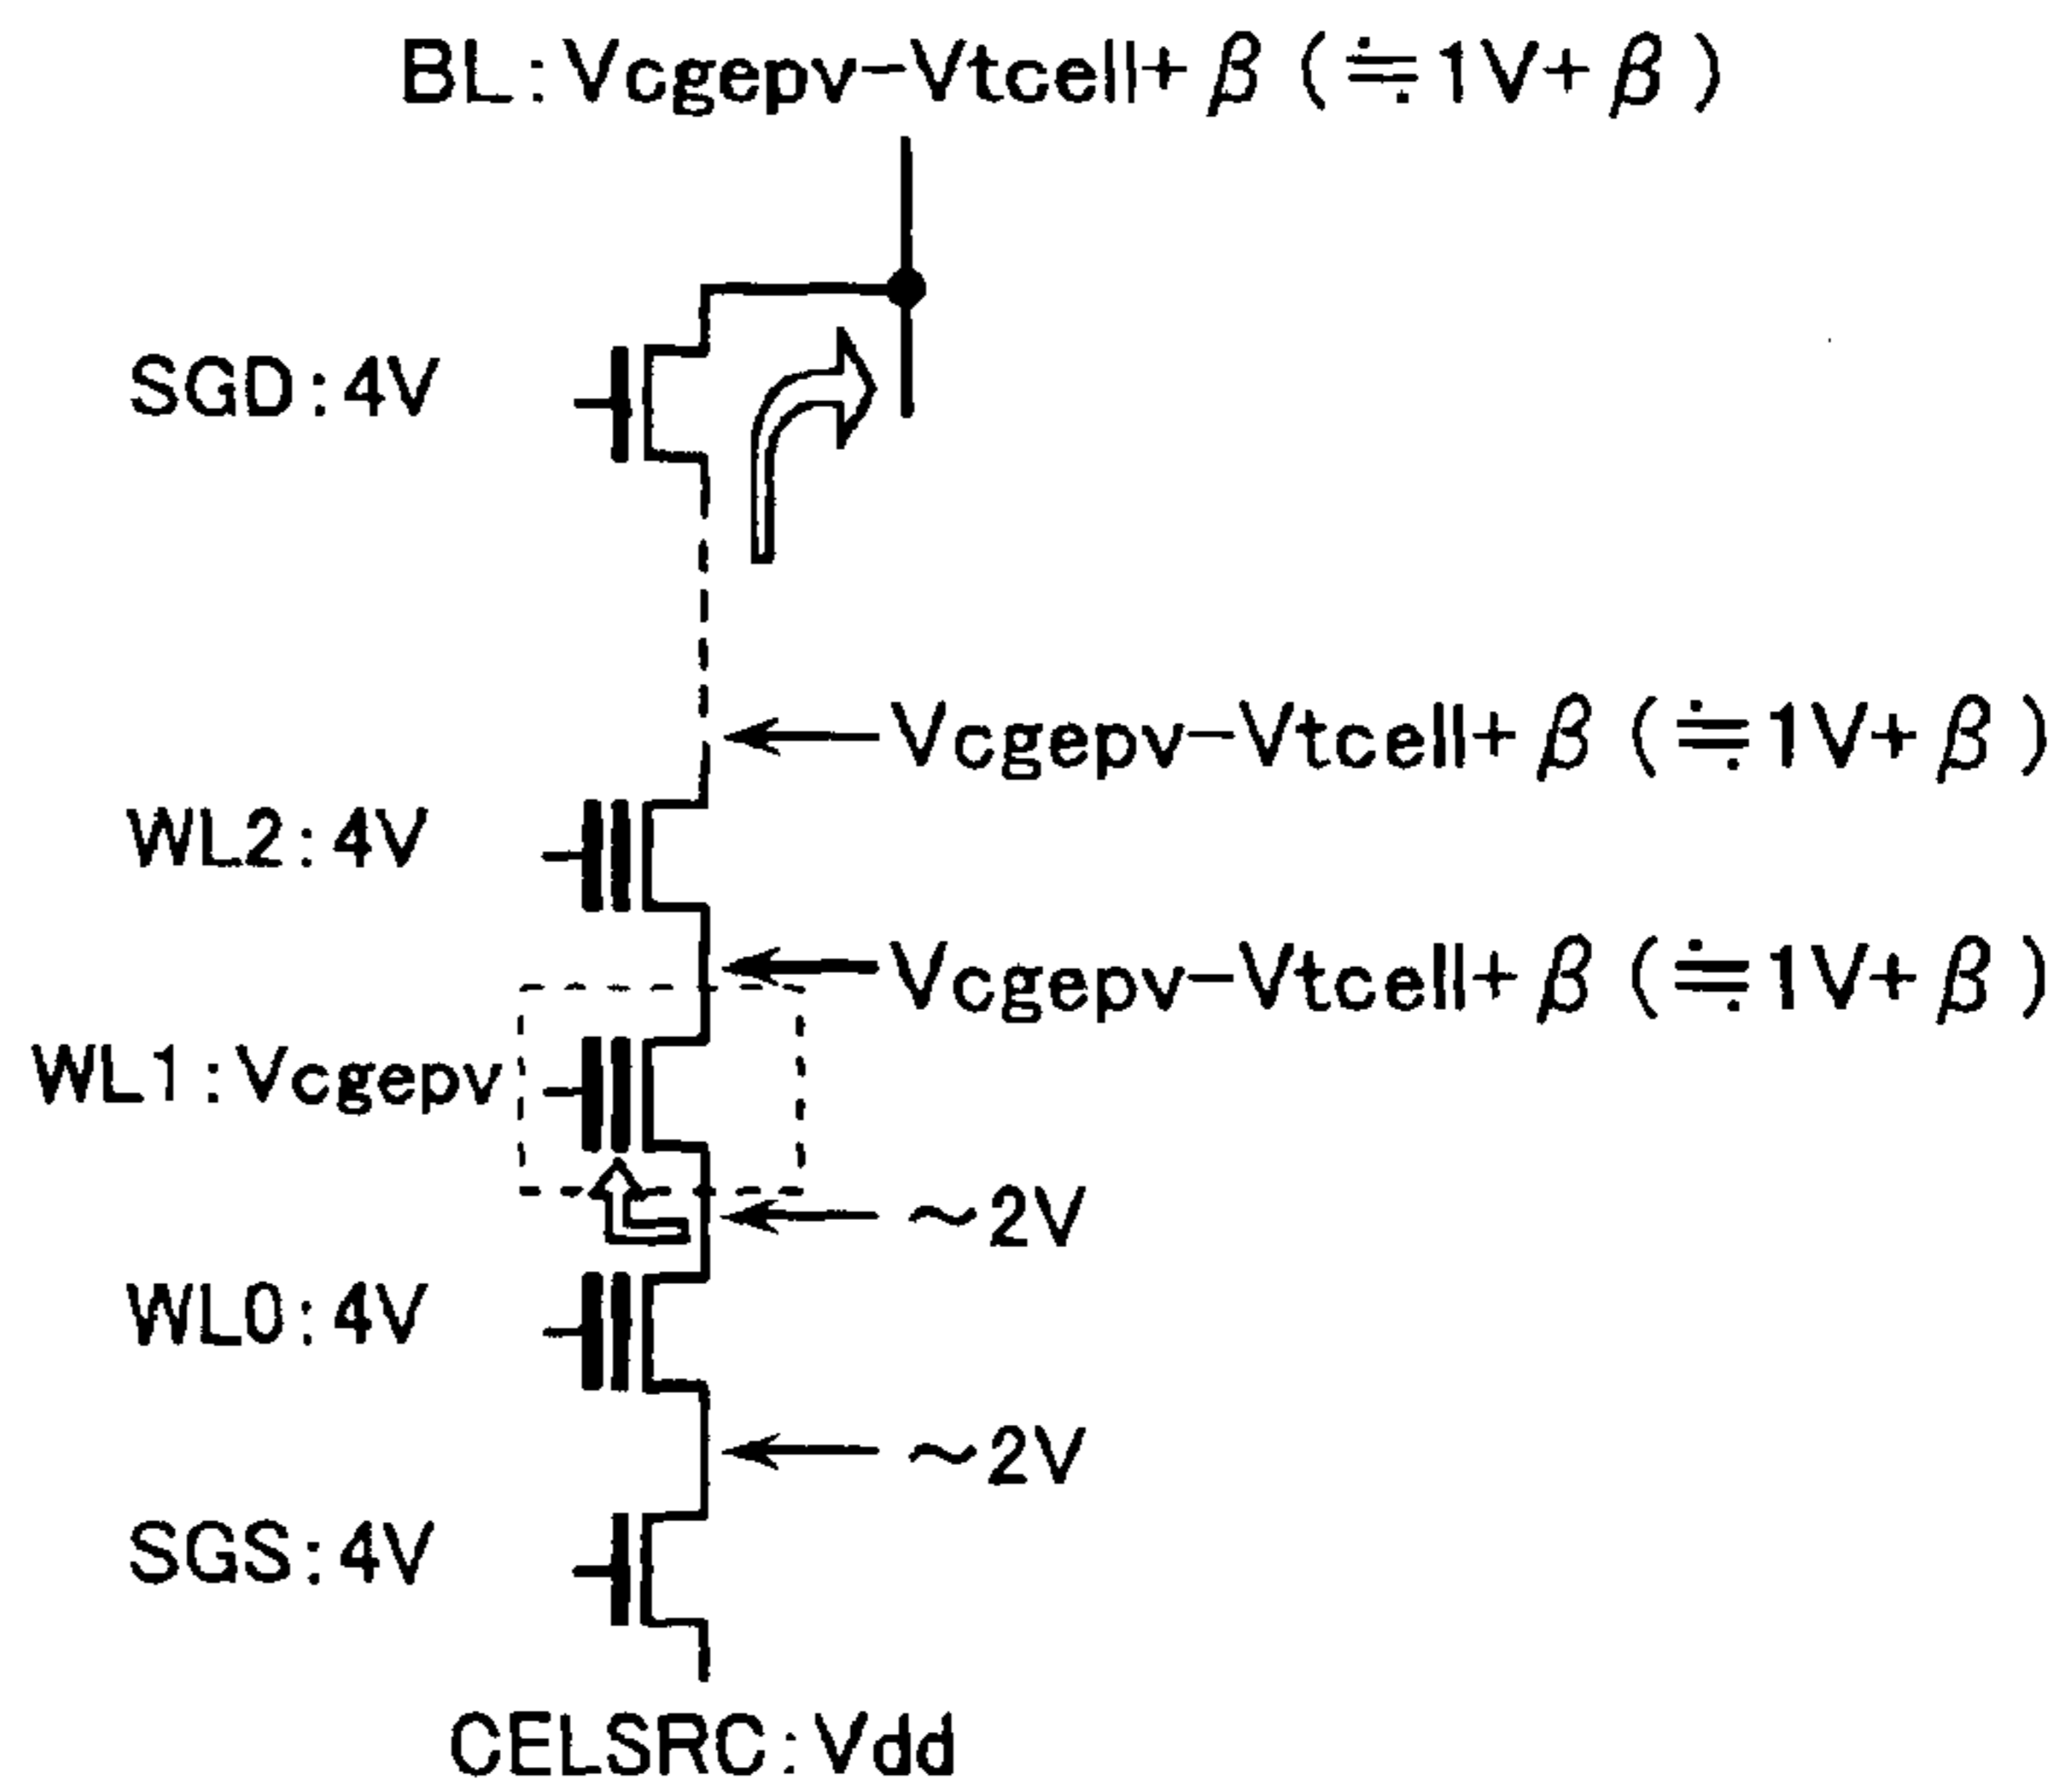 BL:Vcgepv-Vtcell+β(≒1V+β)
SGD:4V
Vcgepv-Vtcell+β(≒1V+β)
WL2:4V
Vcgepv-Vtcell+β(≒1V+β)
WL1:Vcgepv
~2V
WL0:4V
~2V
SGS:4V
CELSRC:Vdd